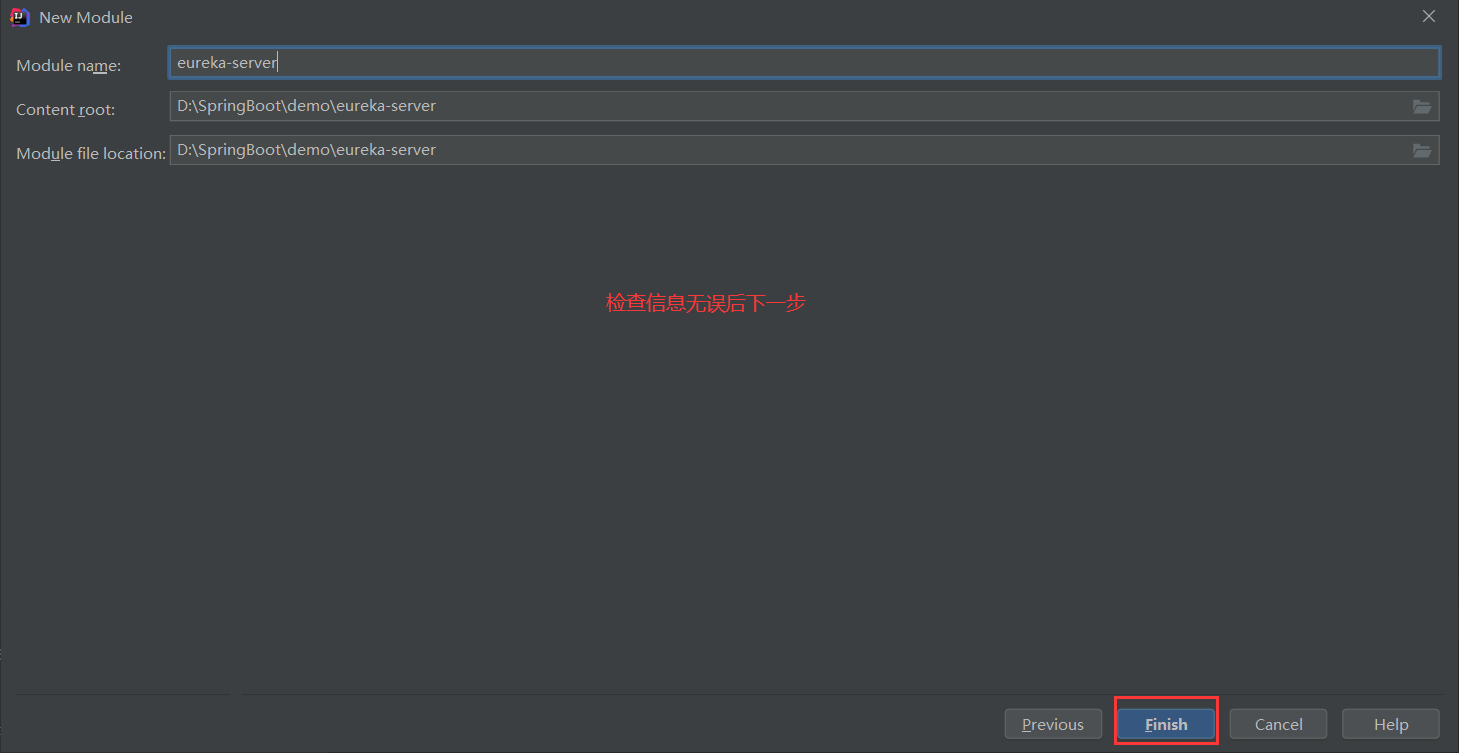 New Module
Module name: eureka-server
Content root: D:\SpringBoot\demo\eureka-server
Module file location: D:\SpringBoot\demo\eureka-server
检查信息无误后下一步
Previous Finish Cancel Help